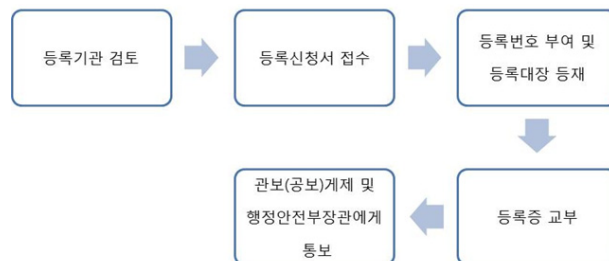 등록기관 검토
등록신청서 접수
등록번호 부여 및
등록대장 등재
등록증 교부
관보(공보)게제 및
행정안전부장관에게
통보